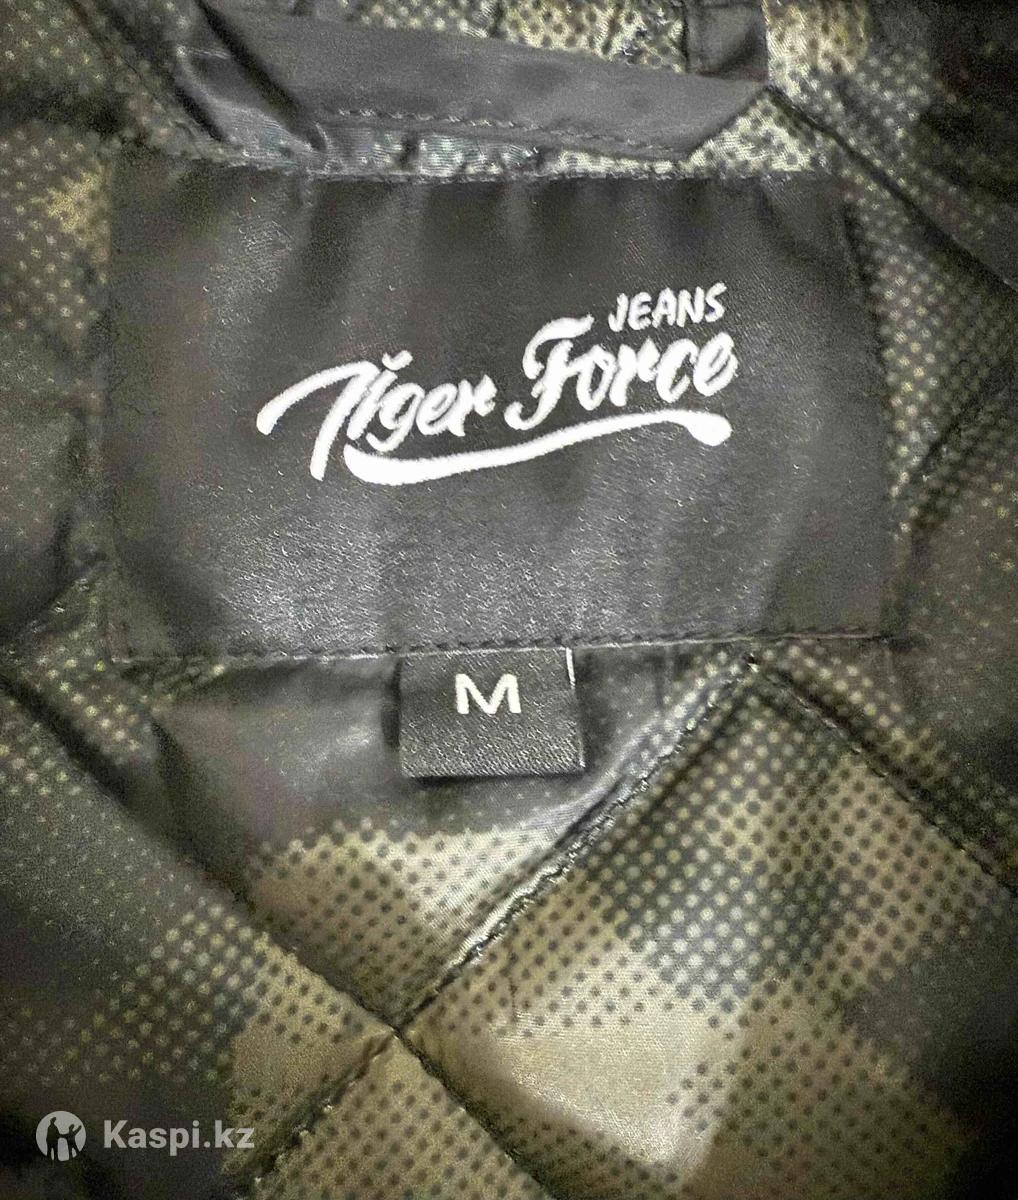 JEANS
Tiger Force
M
Kaspi.kz